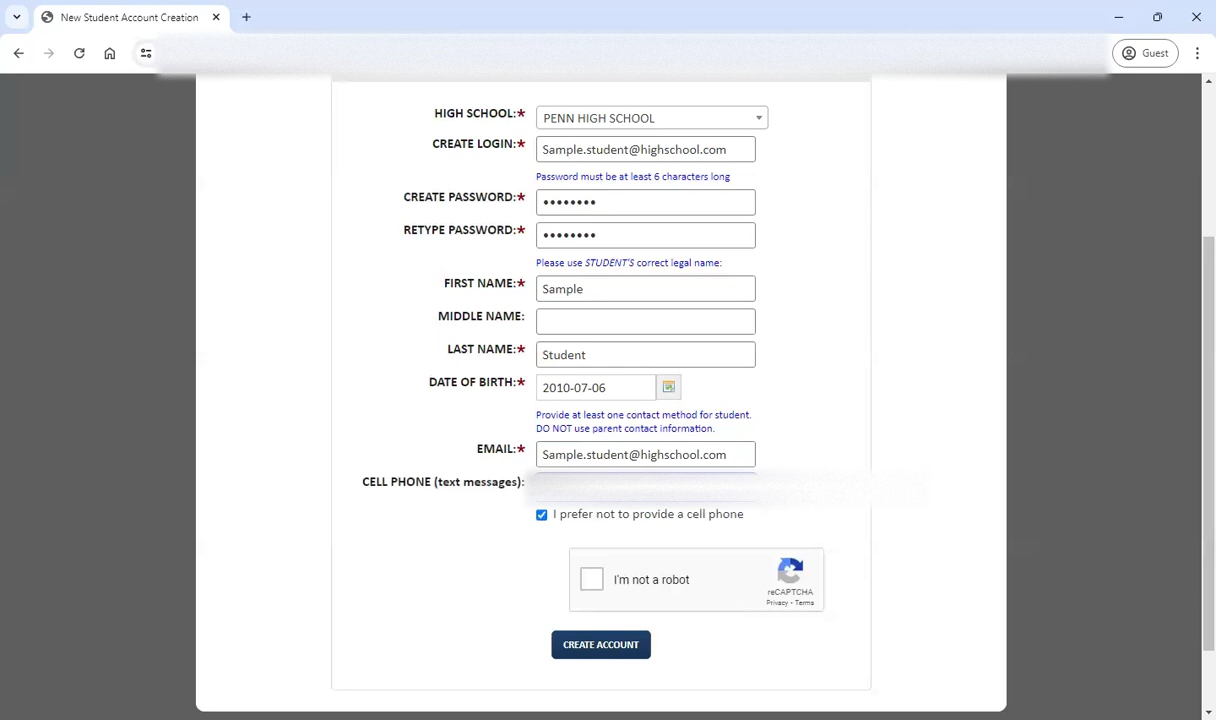 New Student Account Creation
Guest
HIGH SCHOOL:*
PENN HIGH SCHOOL
CREATE LOGIN:*
Sample.student@highschool.com
Password must be at least 6 characters long
CREATE PASSWORD:*
••••••••
RETYPE PASSWORD:*
••••••••
Please use STUDENT'S correct legal name:
FIRST NAME:*
Sample
MIDDLE NAME:
LAST NAME:*
Student
DATE OF BIRTH:*
2010-07-06
Provide at least one contact method for student.
DO NOT use parent contact information.
EMAIL:*
Sample.student@highschool.com
CELL PHONE (text messages):
I prefer not to provide a cell phone
I'm not a robot
reCAPTCHA
Privacy - Terms
CREATE ACCOUNT